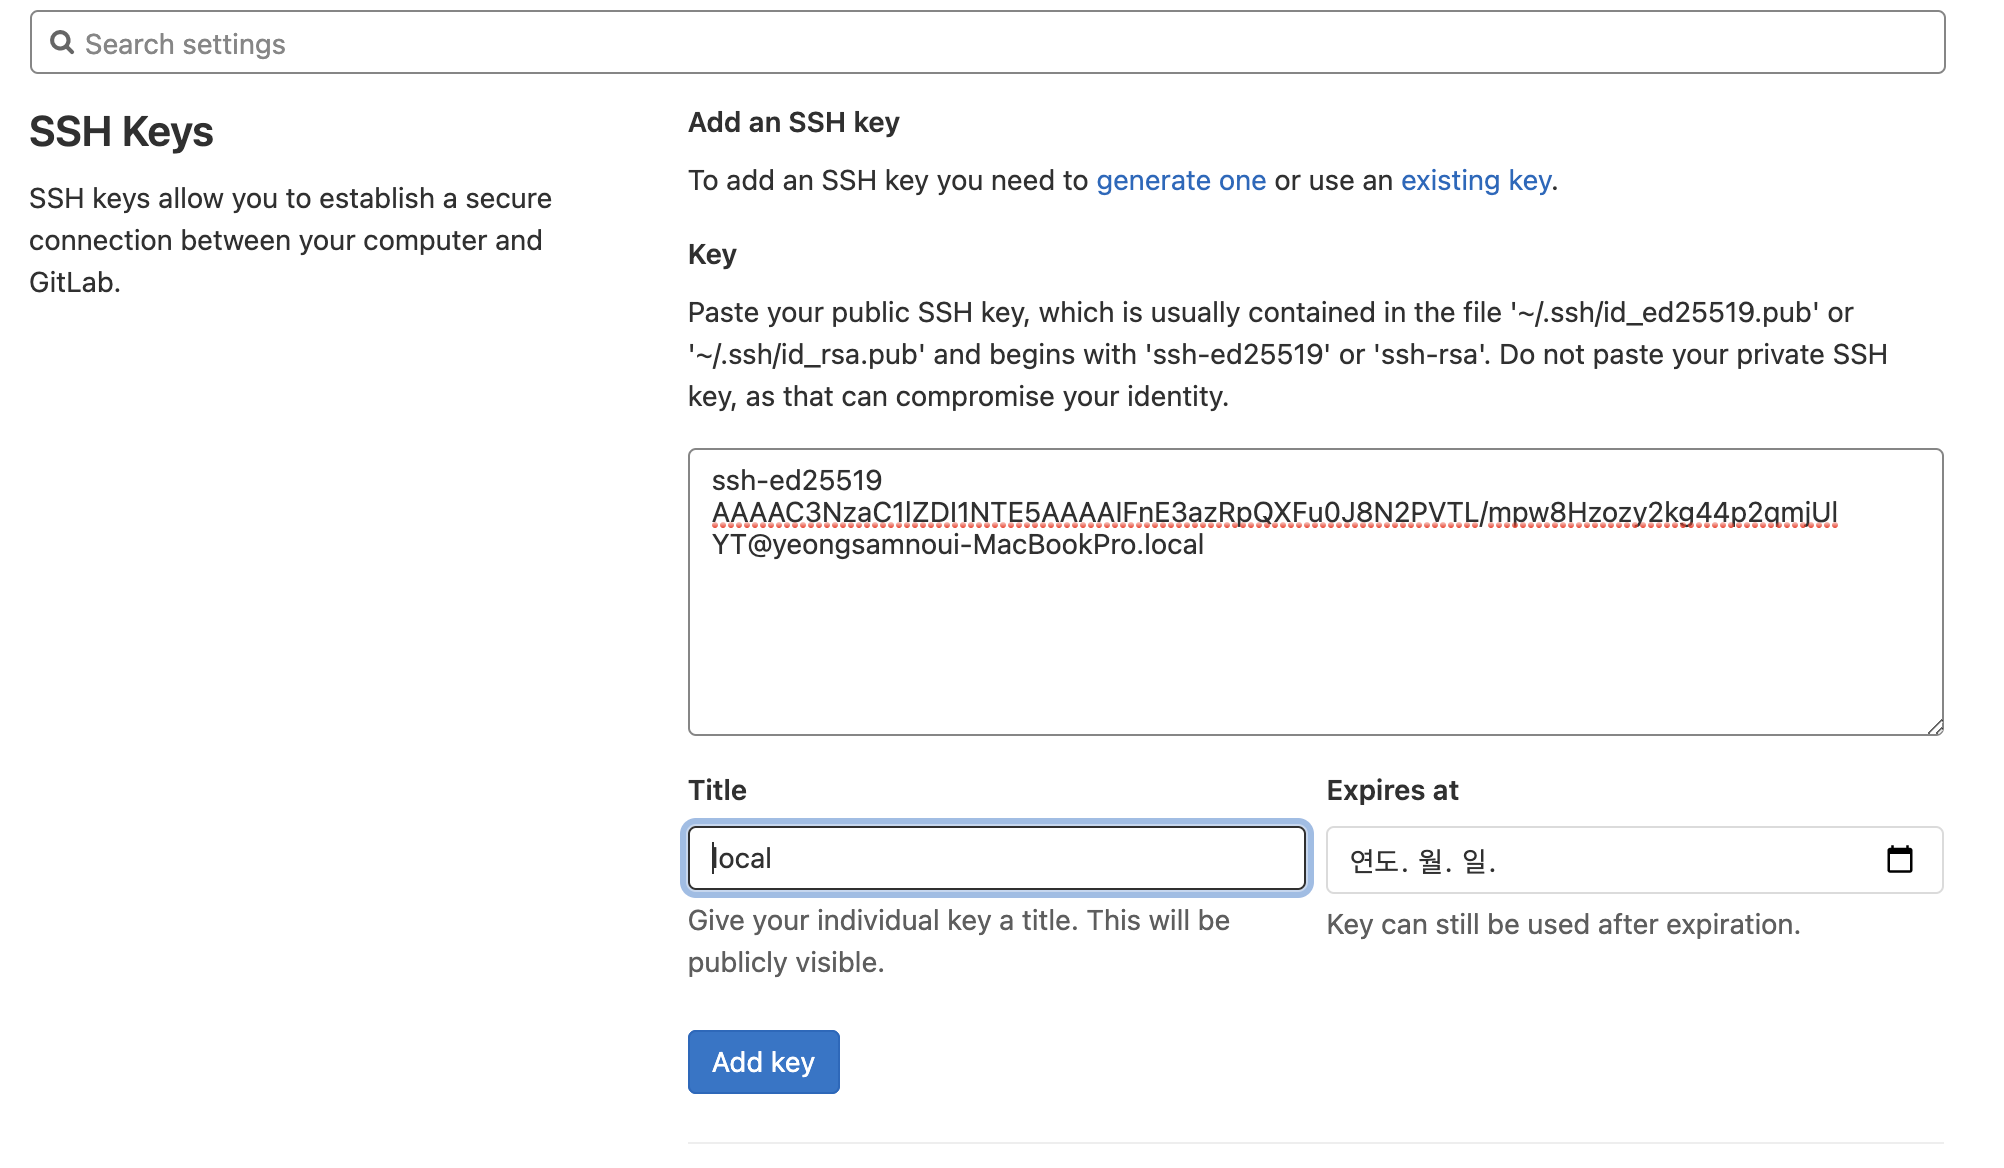 Search settings
SSH Keys
SSH keys allow you to establish a secure
connection between your computer and
GitLab.
Add an SSH key
To add an SSH key you need to generate one or use an existing key.
Key
Paste your public SSH key, which is usually contained in the file '~/.ssh/id_ed25519.pub' or
'~/.ssh/id_rsa.pub' and begins with 'ssh-ed25519' or 'ssh-rsa'. Do not paste your private SSH
key, as that can compromise your identity.
ssh-ed25519
AAAAC3NzaC1lZDI1NTE5AAAAIFnE3azRpQXFu0J8N2PVTL/mpw8Hzozy2kg44p2qmjUl
YT@yeongsamnoui-MacBookPro.local
Title
local
Give your individual key a title. This will be
publicly visible.
Expires at
연도. 월. 일.
Key can still be used after expiration.
Add key